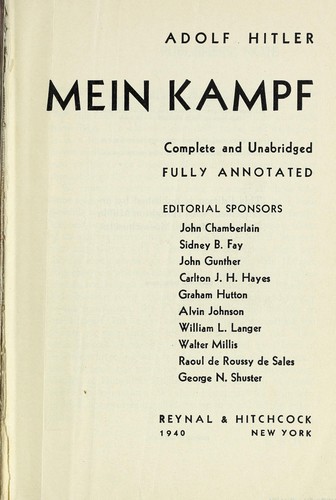 ADOLF HITLER
MEIN KAMPF
Complete and Unabridged
FULLY ANNOTATED
EDITORIAL SPONSORS
John Chamberlain
Sidney B. Fay
John Gunther
Carlton J. H. Hayes
Graham Hutton
Alvin Johnson
William L. Langer
Walter Millis
Raoul de Roussy de Sales
George N. Shuster
REYNAL & HITCHCOCK
1940 NEW YORK